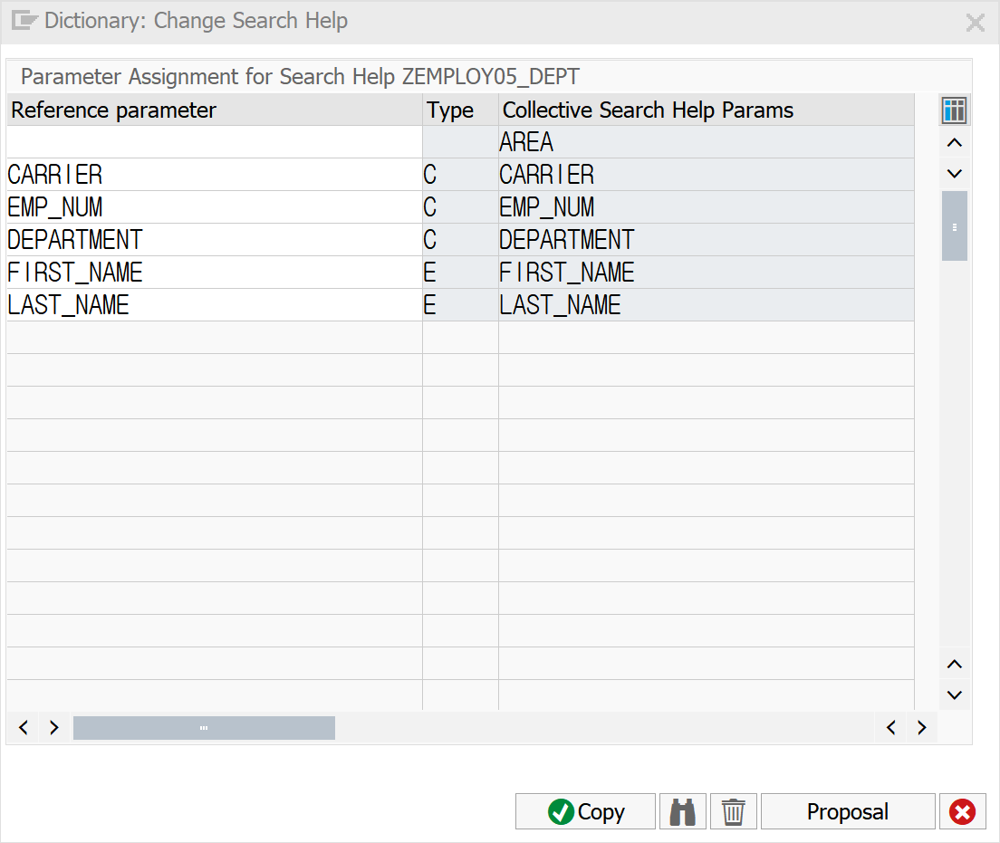 Dictionary: Change Search Help
Parameter Assignment for Search Help ZEMPLOY05_DEPT
Reference parameter Type Collective Search Help Params
AREA
CARRIER C CARRIER
EMP_NUM C EMP_NUM
DEPARTMENT C DEPARTMENT
FIRST_NAME E FIRST_NAME
LAST_NAME E LAST_NAME
Copy Proposal